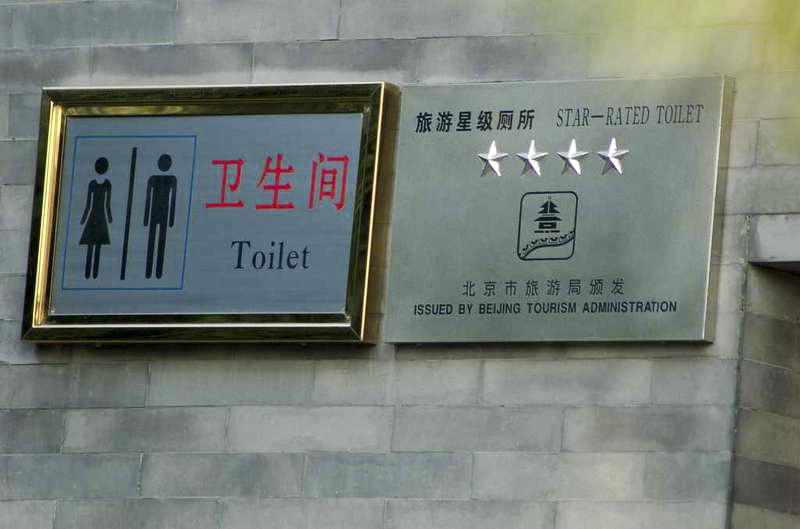 卫生间
Toilet
旅游星级厕所 STAR—RATED TOILET
北京市旅游局颁发
ISSUED BY BEIJING TOURISM ADMINISTRATION